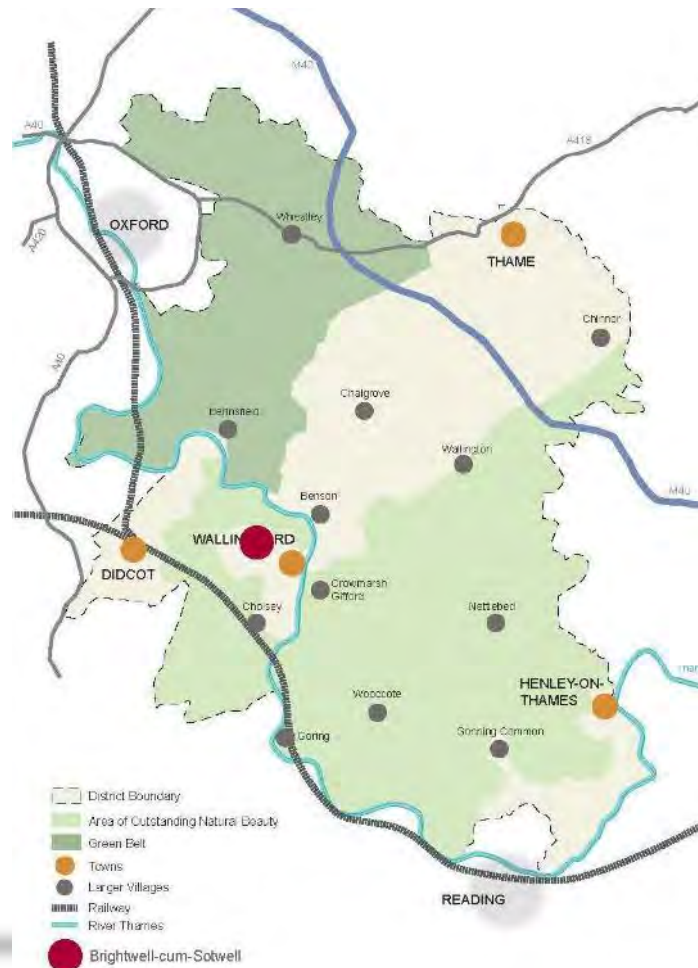 M40
A40
A418
OXFORD
Wheatley
A420
THAME
Chinnor
A40
Chalgrove
Berinsfield
Watlington
Benson
M40
WALLIN RD
DIDCOT
Crowmarsh
Gifford
Cholsey
Nettlebed
HENLEY-ON-
THAMES
Woodcote
Goring
Sonning Common
District Boundary
Area of Outstanding Natural Beauty
Green Belt
Towns
Larger Villages
Railway
River Thames
READING
Brightwell-cum-Sotwell